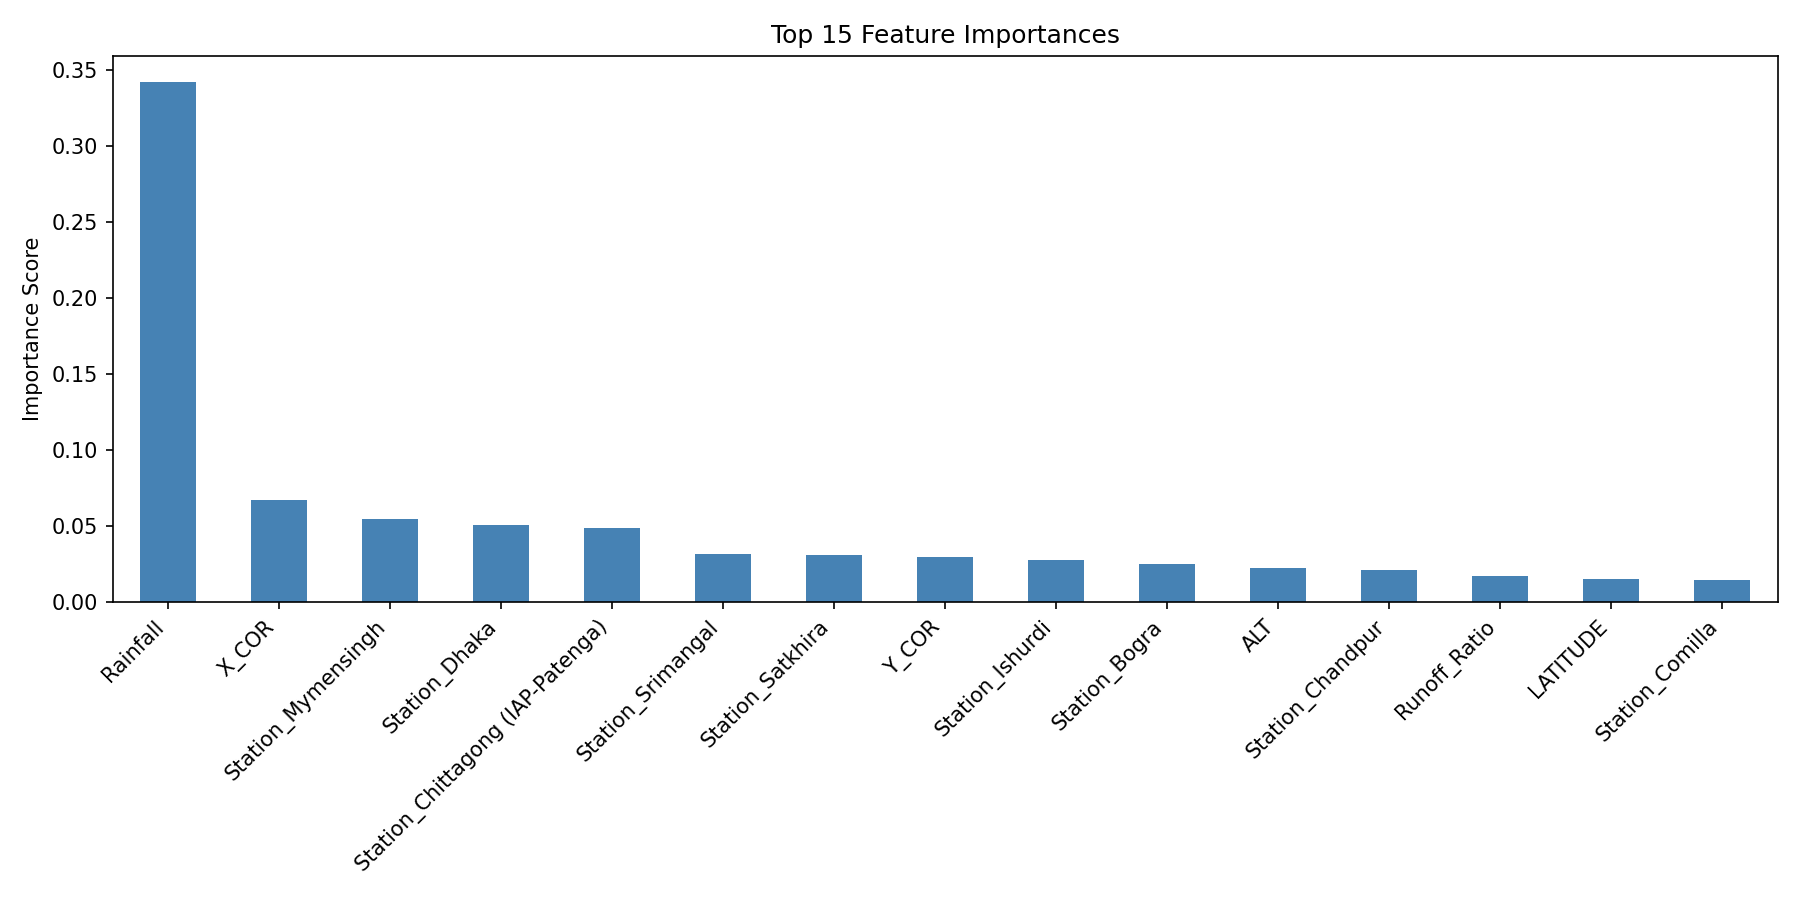 Top 15 Feature Importances
Importance Score
0.35
0.30
0.25
0.20
0.15
0.10
0.05
0.00
Rainfall
X_COR
Station_Mymensingh
Station_Dhaka
Station_Chittagong (IAP-Patenga)
Station_Srimangal
Station_Satkhira
Y_COR
Station_Ishurdi
Station_Bogra
ALT
Station_Chandpur
Runoff_Ratio
LATITUDE
Station_Comilla